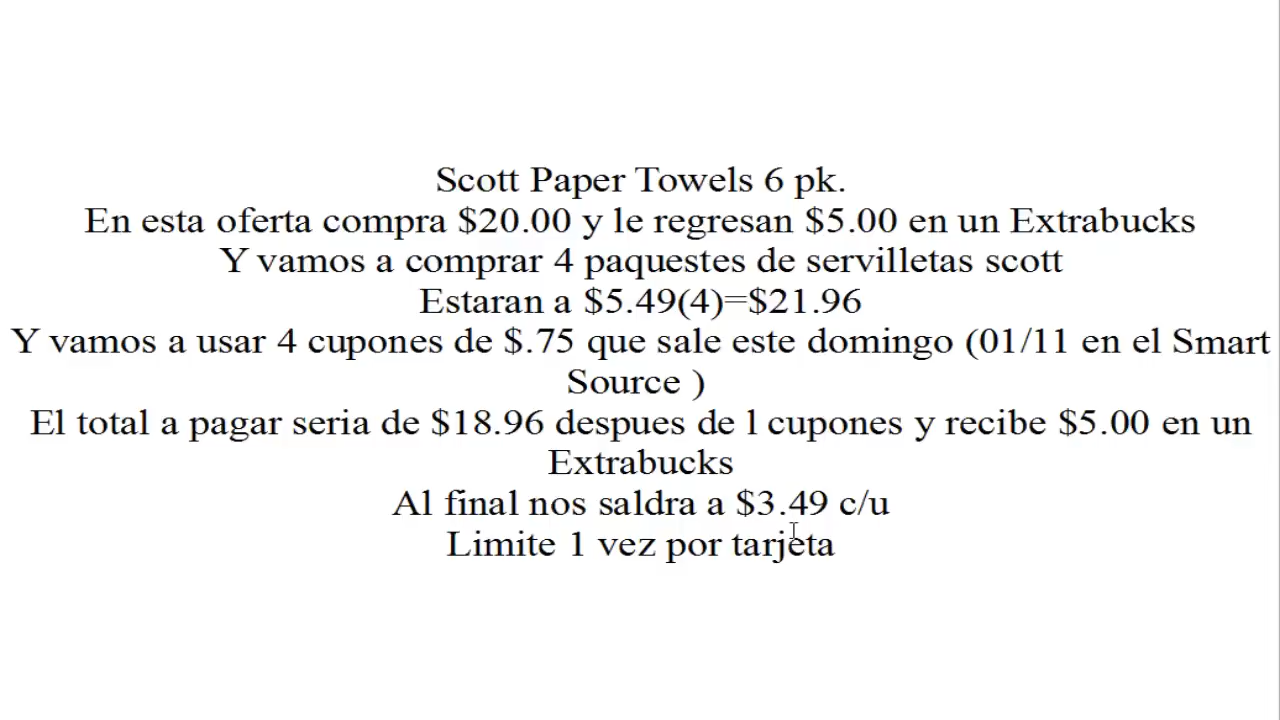 Scott Paper Towels 6 pk.
En esta oferta compra $20.00 y le regresan $5.00 en un Extrabucks
Y vamos a comprar 4 paquestes de servilletas scott
Estaran a $5.49(4)=$21.96
Y vamos a usar 4 cupones de $.75 que sale este domingo (01/11 en el Smart
Source )
El total a pagar seria de $18.96 despues de l cupones y recibe $5.00 en un
Extrabucks
Al final nos saldra a $3.49 c/u
Limite 1 vez por tarjeta